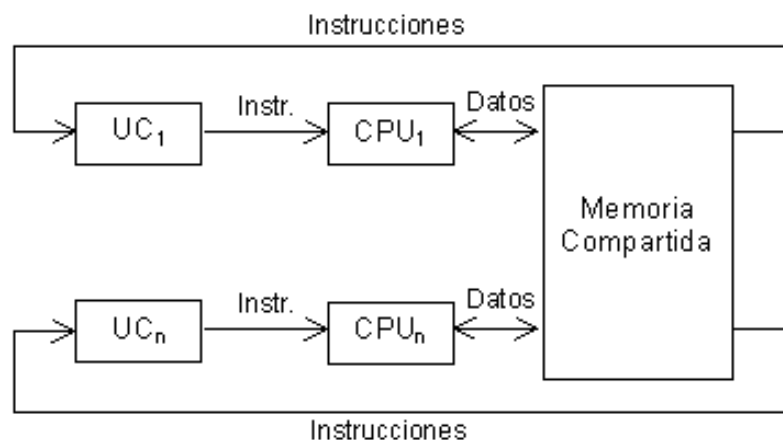 Instrucciones
Instr.
Datos
UC₁
CPU₁
Memoria
Compartida
Instr.
Datos
UCₙ
CPUₙ
Instrucciones